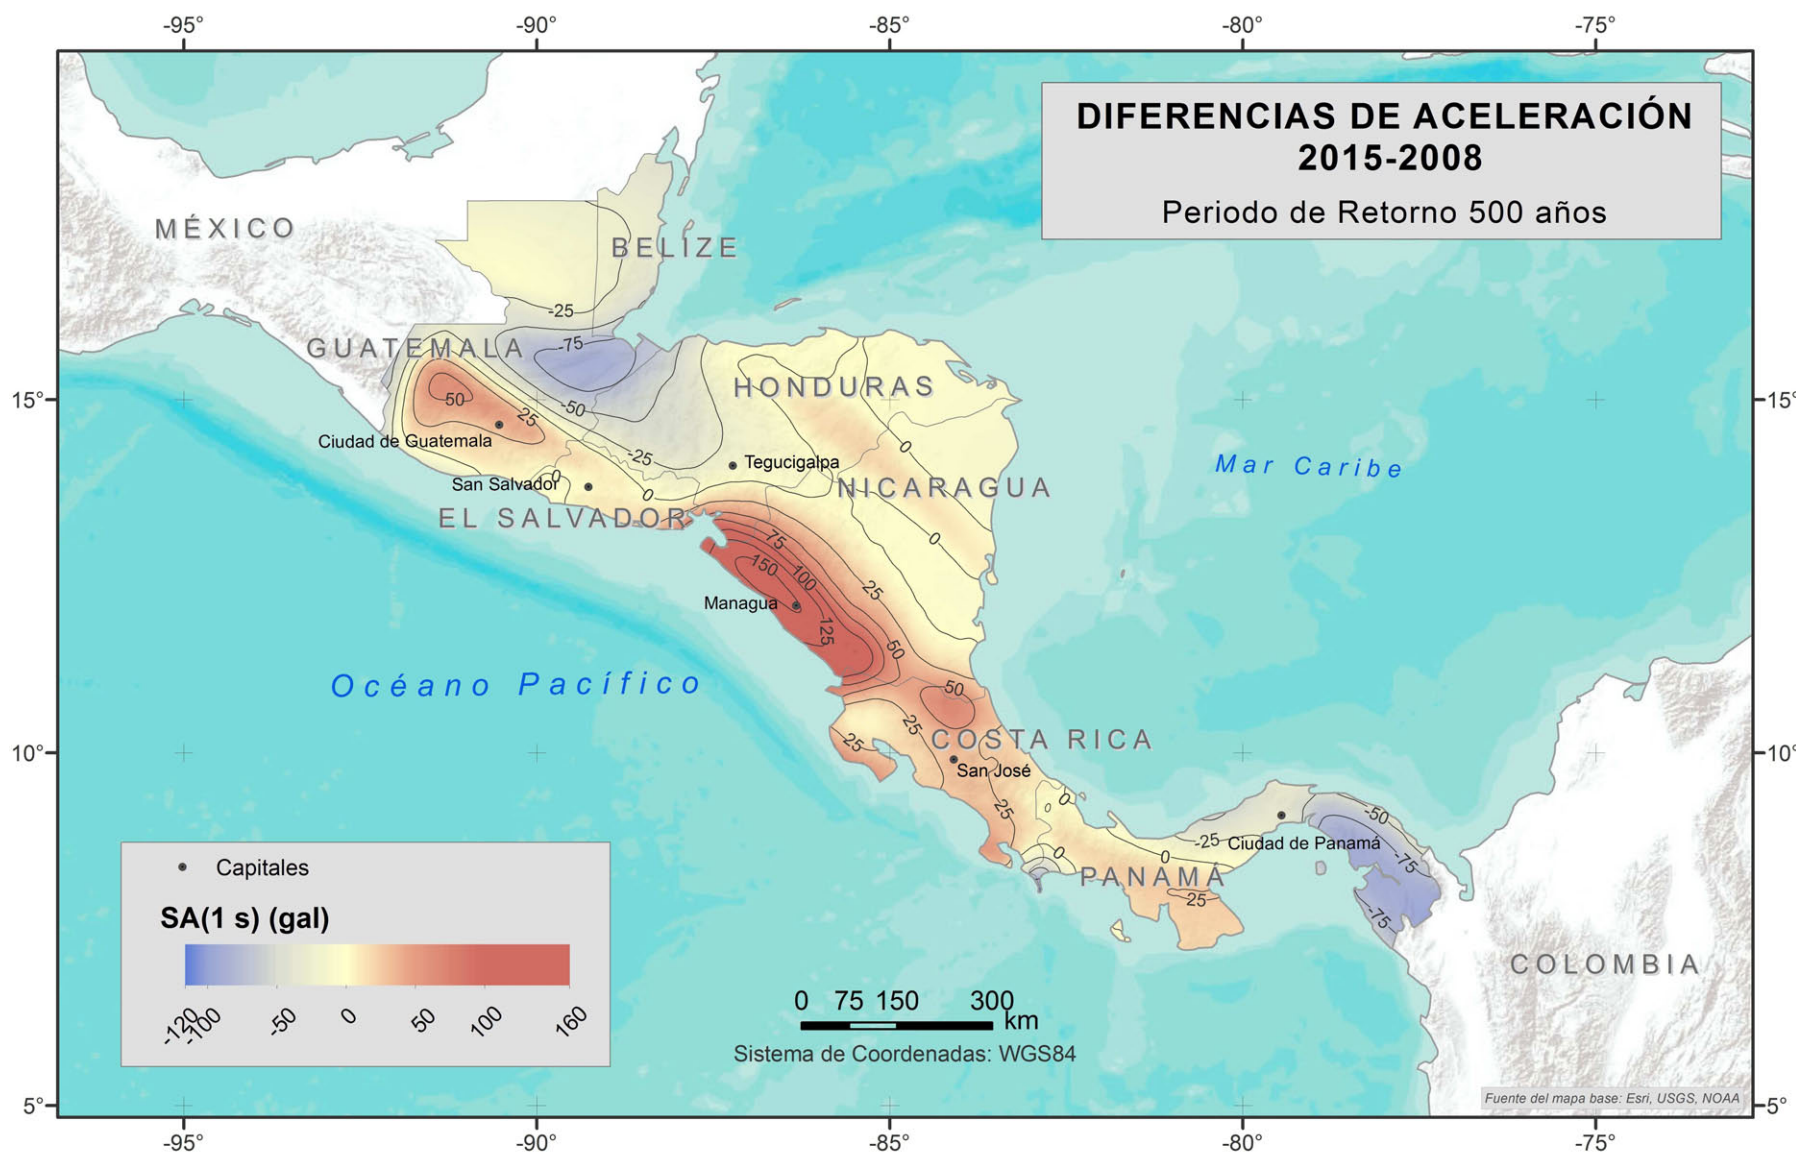 -95° -90° -85° -80° -75°
DIFERENCIAS DE ACELERACIÓN
2015-2008
Periodo de Retorno 500 años
MÉXICO
BELIZE
-25
GUATEMALA
-75
HONDURAS
15° 15°
50 25 -50
Ciudad de Guatemala
0
-25
Tegucigalpa
Mar Caribe
San Salvador
0 0
NICARAGUA
EL SALVADOR
75
0
150 100
25
Managua
125
50
Océano Pacífico
50
25
COSTA RICA
25
10° 10°
San José
25
0
-50
-25
Ciudad de Panamá
0 0
-75
PANAMÁ
25
-75
COLOMBIA
Capitales
SA(1 s) (gal)
-120 -100 -50 0 50 100 160
0 75 150 300
km
Sistema de Coordenadas: WGS84
Fuente del mapa base: Esri, USGS, NOAA
5° 5°
-95° -90° -85° -80° -75°